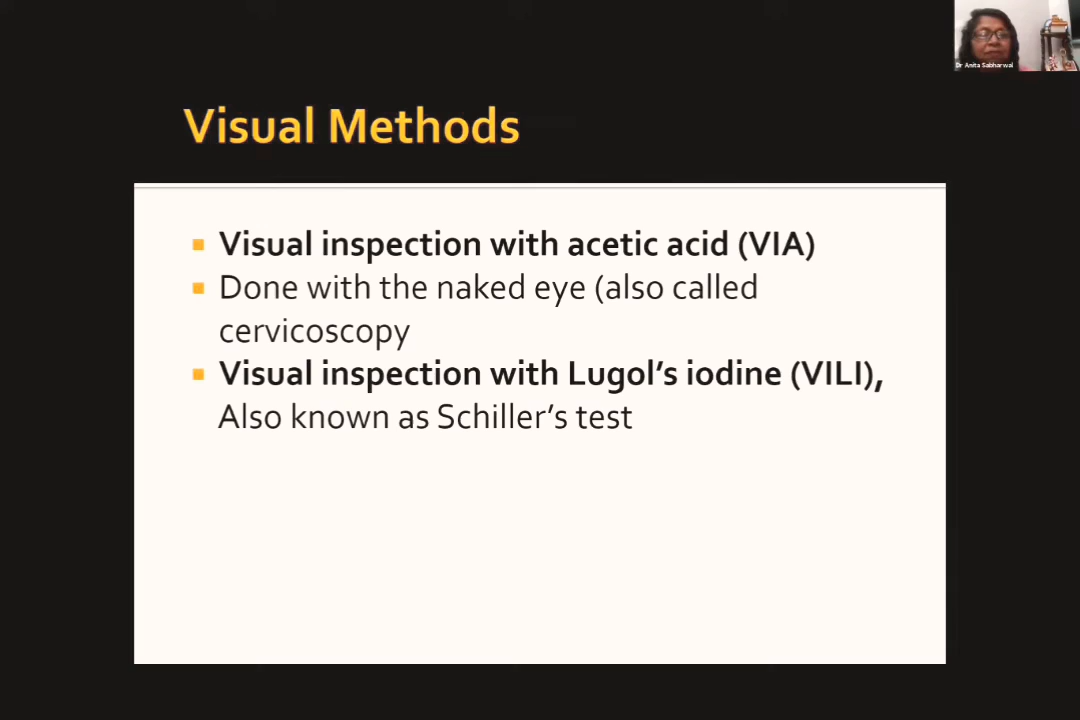 Dr Anita Sabharwal
Visual Methods
Visual inspection with acetic acid (VIA)
Done with the naked eye (also called
cervicoscopy
Visual inspection with Lugol’s iodine (VILI),
Also known as Schiller’s test